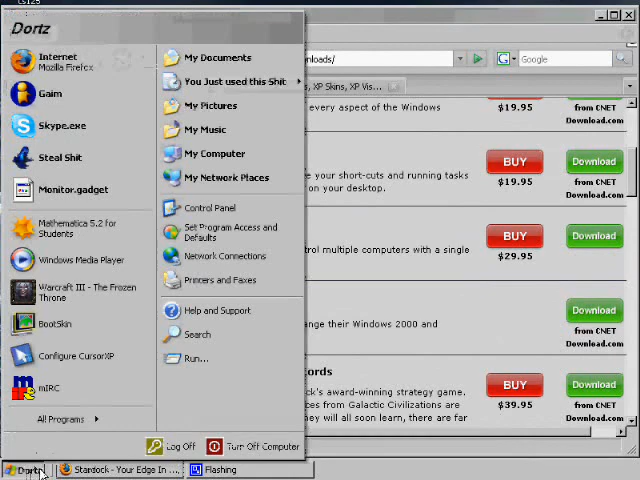 Dortz
Internet
Mozilla Firefox
Gaim
Skype.exe
Steal Shit
Monitor.gadget
Mathematica 5.2 for
Students
Windows Media Player
Warcraft III - The Frozen
Throne
BootSkin
Configure CursorXP
mIRC
All Programs
My Documents
You Just used this Shit
My Pictures
My Music
My Computer
My Network Places
Control Panel
Set Program Access and
Defaults
Network Connections
Printers and Faxes
Help and Support
Search
Run...
Log Off
Turn Off Computer
nloads/
Google
s, XP Skins, XP Vis...
every aspect of the Windows
$19.95
from CNET
Download.com
e your short-cuts and running tasks
on your desktop.
BUY
$19.95
Download
from CNET
Download.com
trol multiple computers with a single
BUY
$29.95
Download
nge their Windows 2000 and
Download
from CNET
Download.com
ords
ck's award-winning strategy game.
ces from Galactic Civilizations are
hey will all soon learn, there are far
BUY
$39.95
Download
from CNET
Download.com
Dortz
Stardock - Your Edge In ...
Flashing